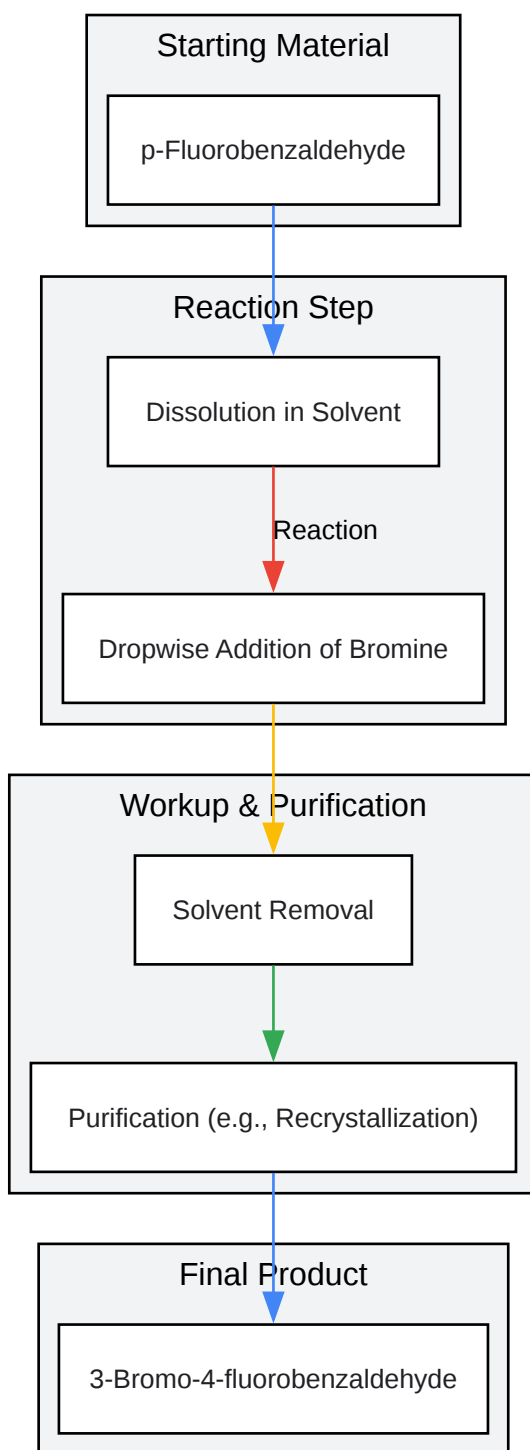 Starting Material
p-Fluorobenzaldehyde
Reaction Step
Dissolution in Solvent
Reaction
Dropwise Addition of Bromine
Workup & Purification
Solvent Removal
Purification (e.g., Recrystallization)
Final Product
3-Bromo-4-fluorobenzaldehyde